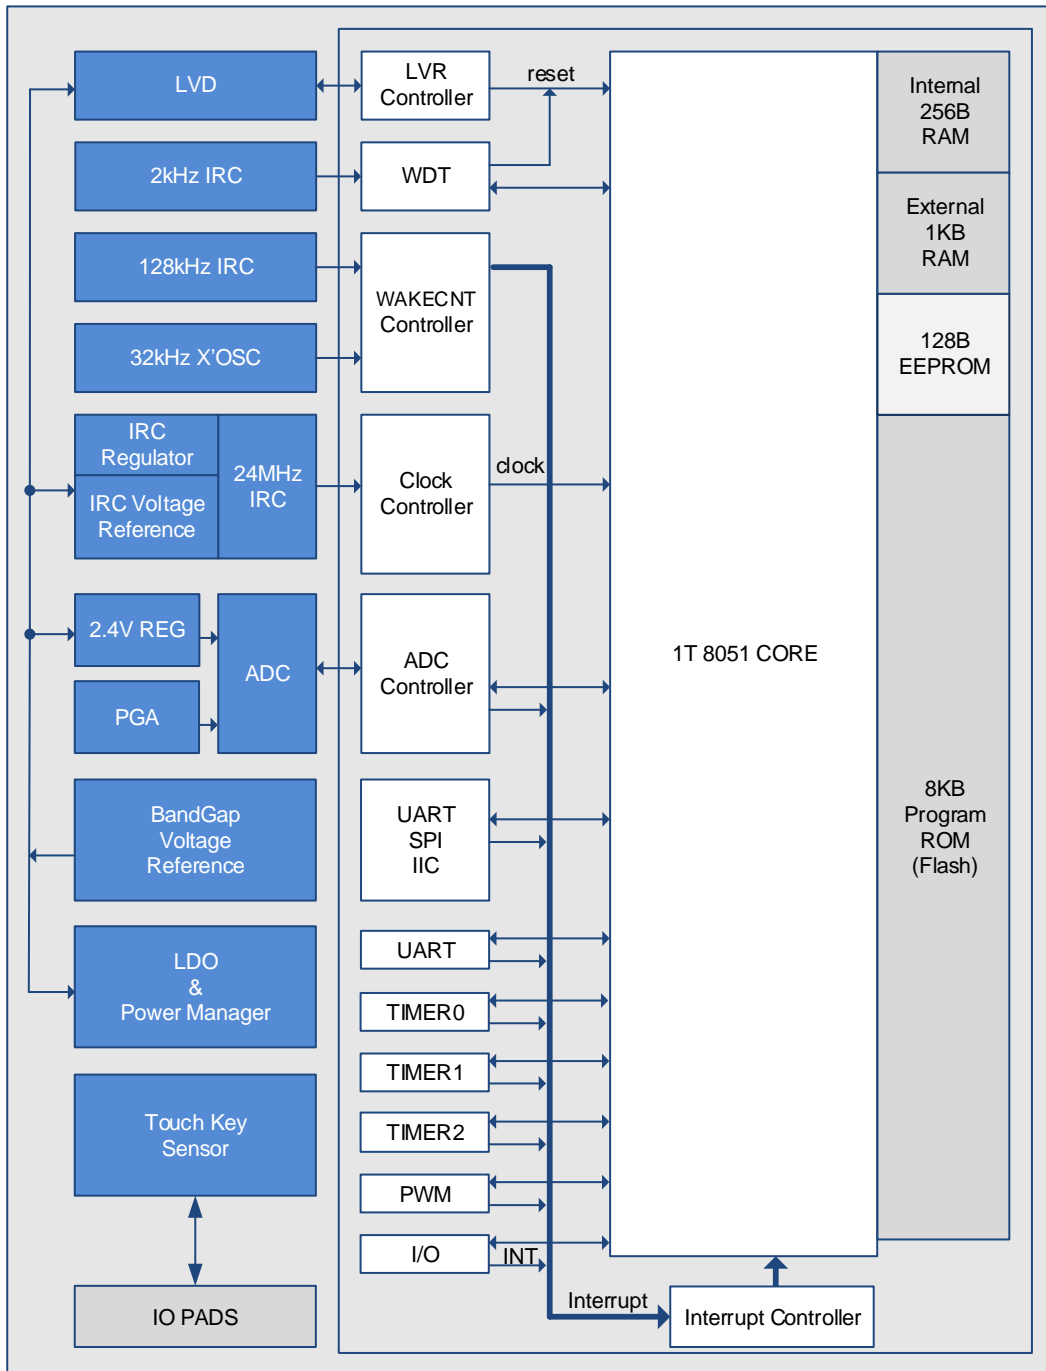 LVD
LVR
Controller
reset
2kHz IRC
WDT
128kHz IRC
32kHz X'OSC
WAKECNT
Controller
IRC
Regulator
IRC Voltage
Reference
24MHz
IRC
Clock
Controller
clock
2.4V REG
PGA
ADC
ADC
Controller
BandGap
Voltage
Reference
UART
SPI
IIC
LDO
&
Power Manager
UART
TIMER0
TIMER1
TIMER2
PWM
I/O
INT
Touch Key
Sensor
IO PADS
Interrupt
Interrupt Controller
1T 8051 CORE
Internal
256B
RAM
External
1KB
RAM
128B
EEPROM
8KB
Program
ROM
(Flash)